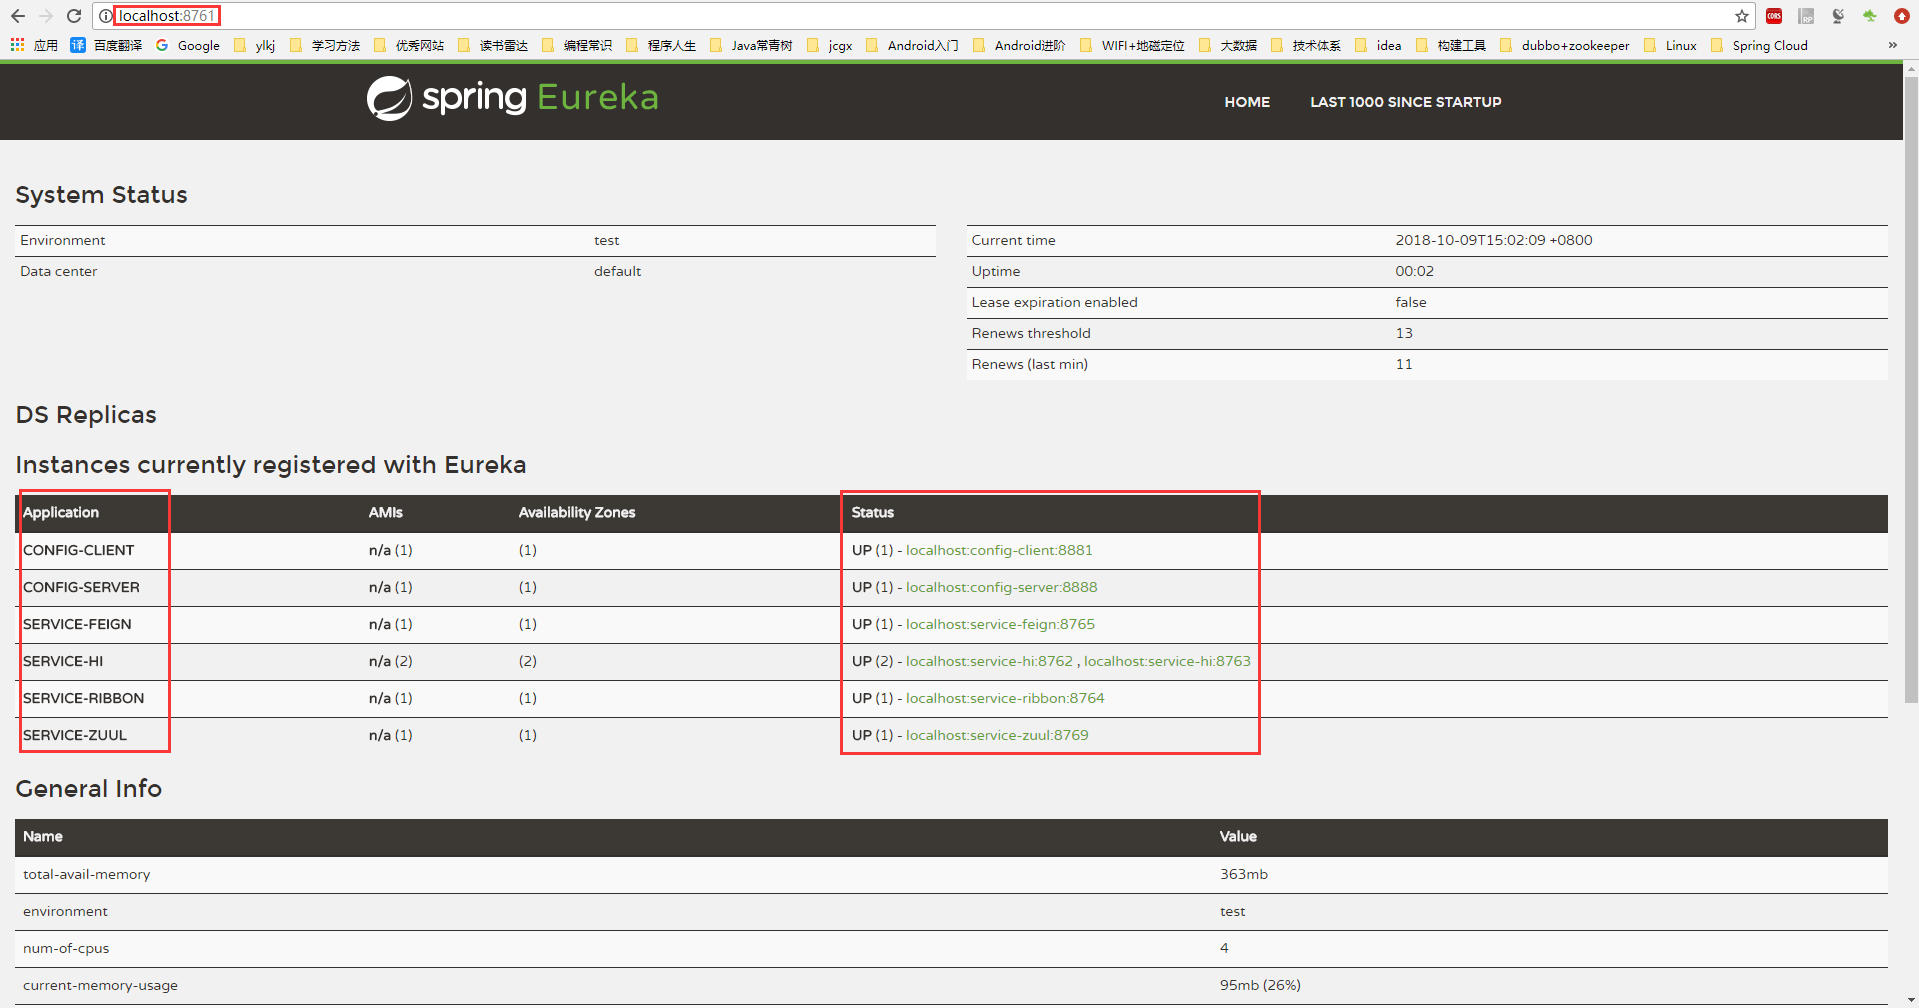 localhost:8761
应用 百度翻译 Google ylkj 学习方法 优秀网站 读书雷达 编程常识 程序人生 Java常青树 jcgx Android入门 Android进阶 WIFI+地磁定位 大数据 技术体系 idea 构建工具 dubbo+zookeeper Linux Spring Cloud »
spring Eureka
HOME LAST 1000 SINCE STARTUP
System Status
Environment test
Data center default
Current time 2018-10-09T15:02:09 +0800
Uptime 00:02
Lease expiration enabled false
Renews threshold 13
Renews (last min) 11
DS Replicas
Instances currently registered with Eureka
Application AMIs Availability Zones Status
CONFIG-CLIENT n/a (1) (1) UP (1) - localhost:config-client:8881
CONFIG-SERVER n/a (1) (1) UP (1) - localhost:config-server:8888
SERVICE-FEIGN n/a (1) (1) UP (1) - localhost:service-feign:8765
SERVICE-HI n/a (2) (2) UP (2) - localhost:service-hi:8762 , localhost:service-hi:8763
SERVICE-RIBBON n/a (1) (1) UP (1) - localhost:service-ribbon:8764
SERVICE-ZUUL n/a (1) (1) UP (1) - localhost:service-zuul:8769
General Info
Name Value
total-avail-memory 363mb
environment test
num-of-cpus 4
current-memory-usage 95mb (26%)